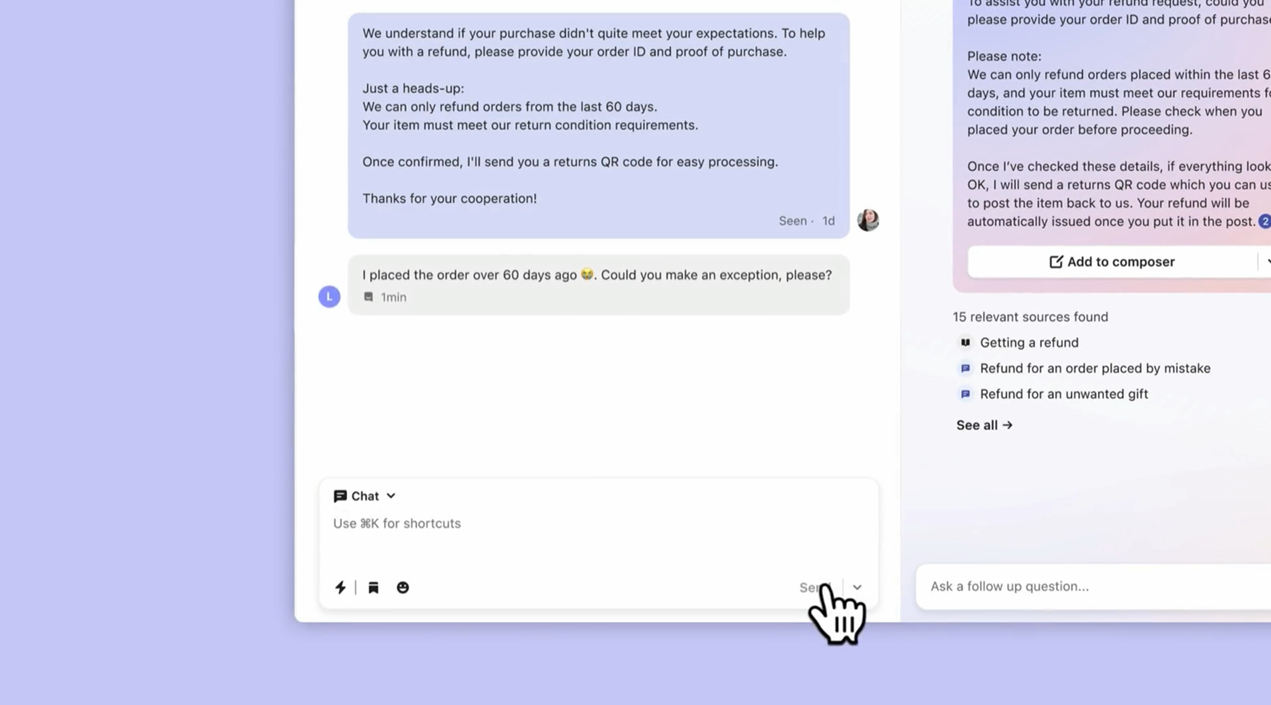 We understand if your purchase didn't quite meet your expectations. To help
you with a refund, please provide your order ID and proof of purchase.
Just a heads-up:
We can only refund orders from the last 60 days.
Your item must meet our return condition requirements.
Once confirmed, I'll send you a returns QR code for easy processing.
Thanks for your cooperation!
Seen · 1d
L
I placed the order over 60 days ago 😭. Could you make an exception, please?
1min
Chat
Use ⌘K for shortcuts
To assist you with your refund request, could you
please provide your order ID and proof of purchase
Please note:
We can only refund orders placed within the last 6
days, and your item must meet our requirements
condition to be returned. Please check when you
placed your order before proceeding.
Once I've checked these details, if everything look
OK, I will send a returns QR code which you can
to post the item back to us. Your refund will be
automatically issued once you put it in the post. 2
Add to composer
15 relevant sources found
Getting a refund
Refund for an order placed by mistake
Refund for an unwanted gift
See all →
Ask a follow up question...